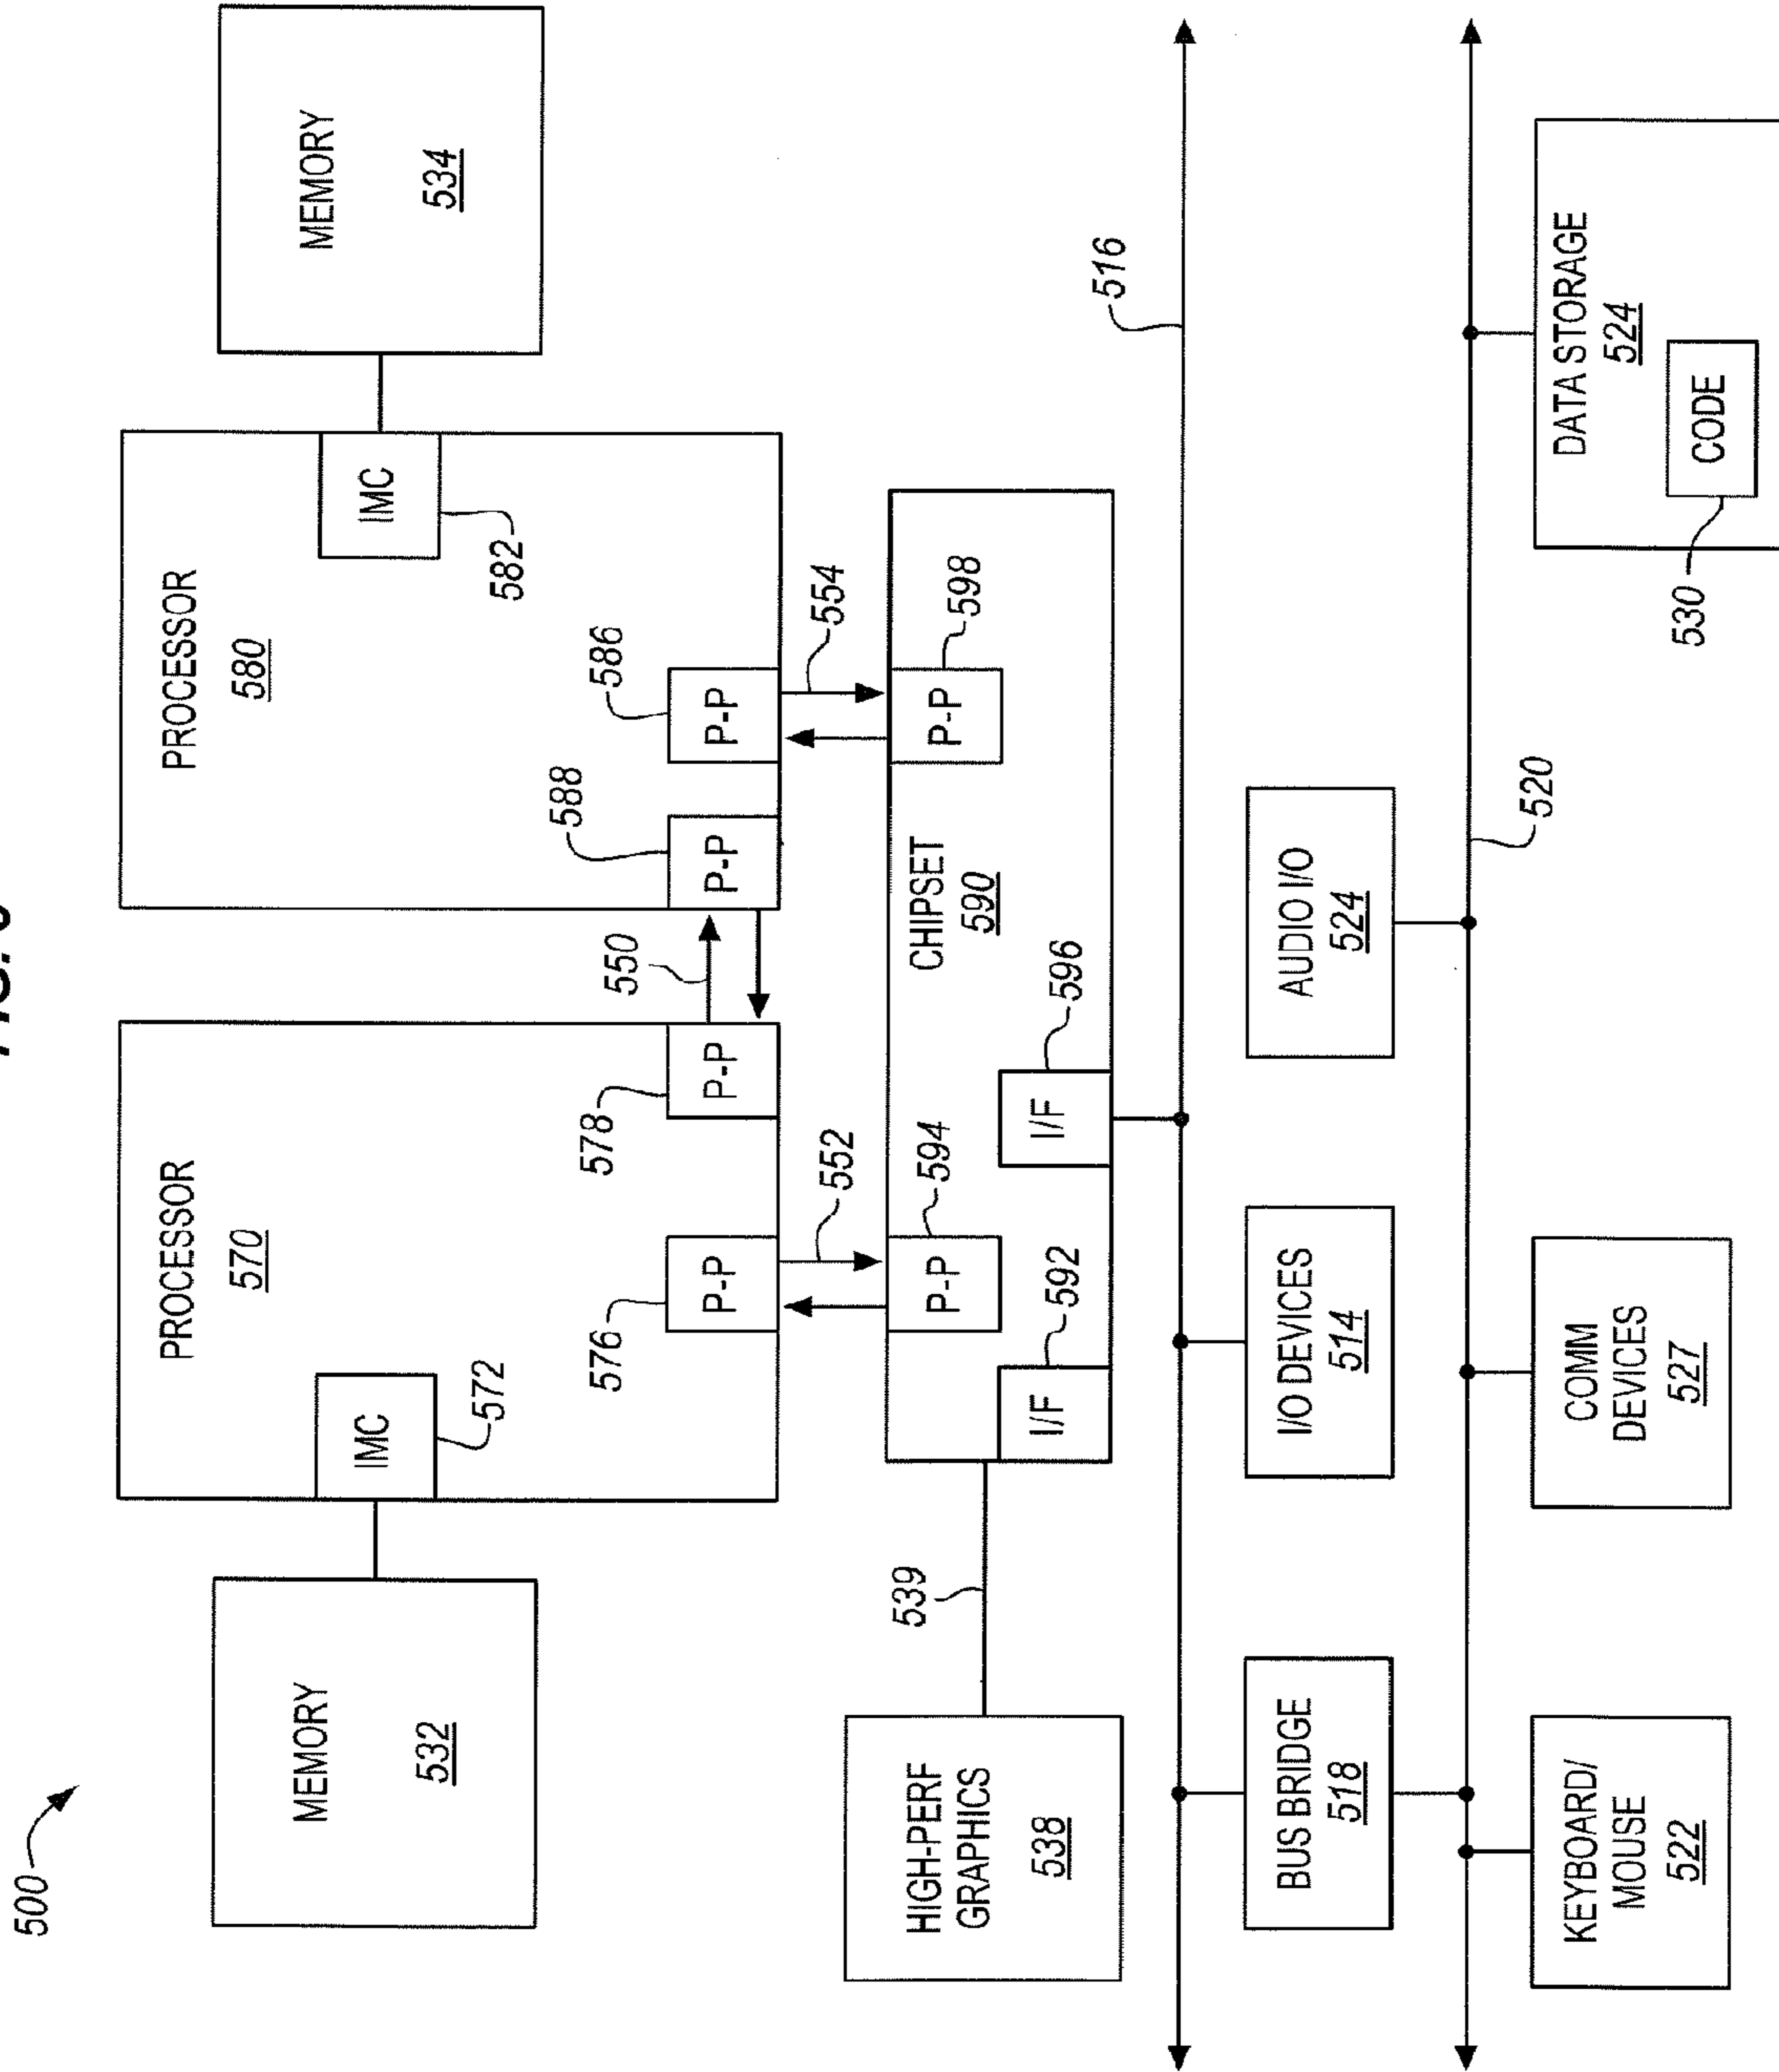 500
PROCESSOR
570
PROCESSOR
580
MEMORY
532
MEMORY
534
IMC
572
IMC
582
576
578
588
586
P-P
P-P
P-P
P-P
550
552
554
HIGH-PERF
GRAPHICS
538
539
CHIPSET
590
P-P
594
P-P
598
I/F
592
I/F
596
516
BUS BRIDGE
518
I/O DEVICES
514
AUDIO I/O
524
520
KEYBOARD/
MOUSE
522
COMM
DEVICES
527
DATA STORAGE
524
CODE
530